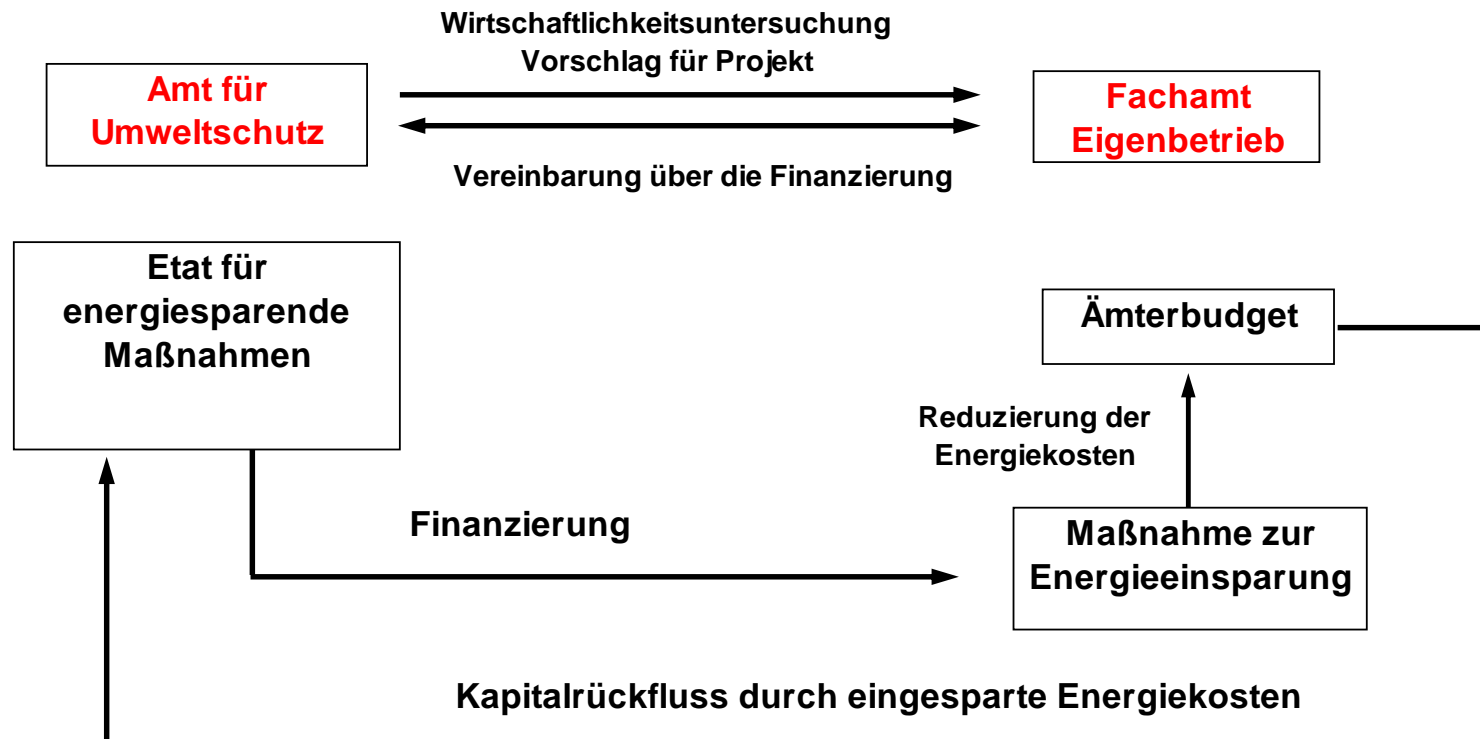 Wirtschaftlichkeitsuntersuchung
Vorschlag für Projekt
Amt für
Umweltschutz
Fachamt
Eigenbetrieb
Vereinbarung über die Finanzierung
Etat für
energiesparende
Maßnahmen
Ämterbudget
Reduzierung der
Energiekosten
Finanzierung
Maßnahme zur
Energieeinsparung
Kapitalrückfluss durch eingesparte Energiekosten